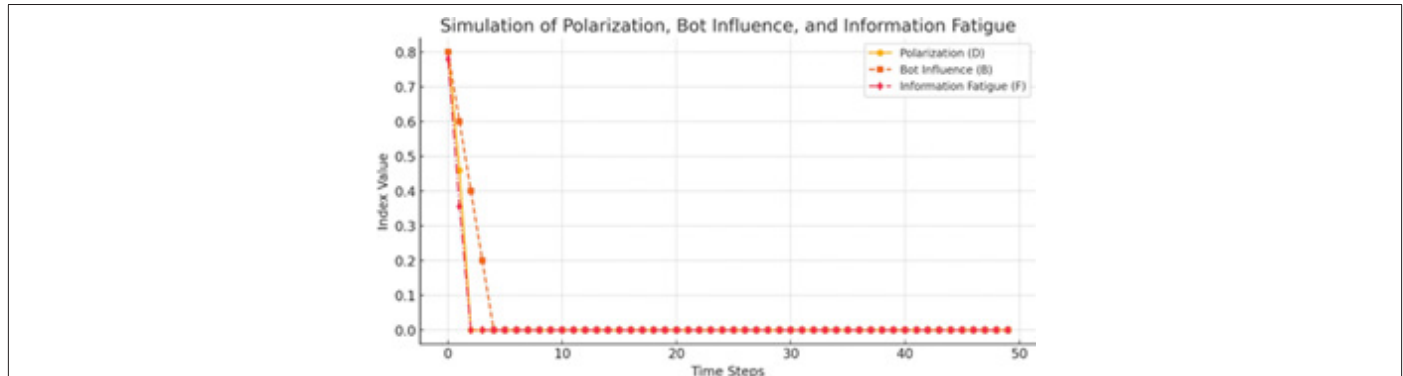 Simulation of Polarization, Bot Influence, and Information Fatigue
Polarization (D)
Bot Influence (B)
Information Fatigue (F)
0.8
0.7
0.6
0.5
0.4
0.3
0.2
0.1
0.0
Index Value
0 10 20 30 40 50
Time Steps